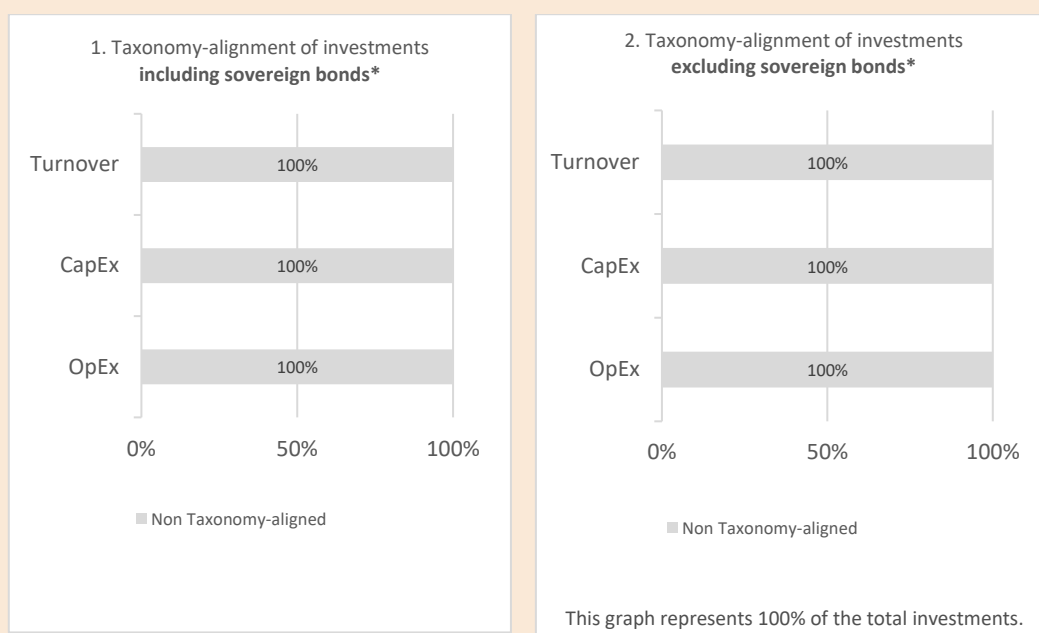 1. Taxonomy-alignment of investments
including sovereign bonds*
Turnover
100%
CapEx
100%
OpEx
100%
0% 50% 100%
Non Taxonomy-aligned
2. Taxonomy-alignment of investments
excluding sovereign bonds*
Turnover
100%
CapEx
100%
OpEx
100%
0% 50% 100%
Non Taxonomy-aligned
This graph represents 100% of the total investments.